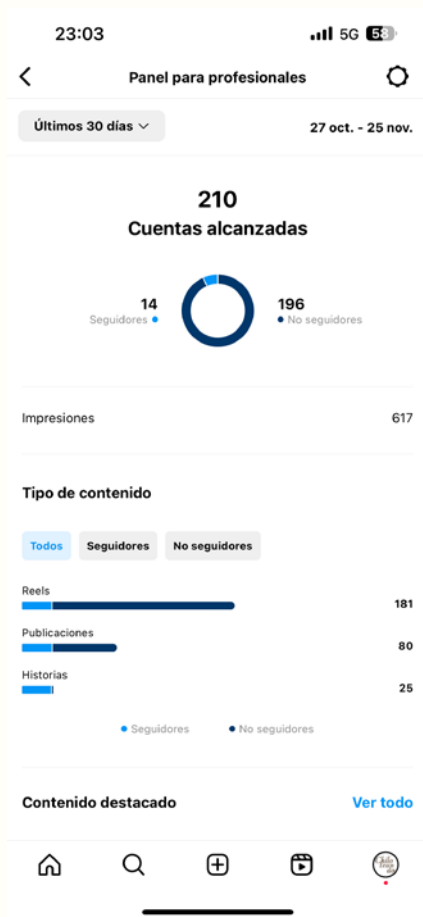 23:03
5G 58
Panel para profesionales
Últimos 30 días
27 oct. - 25 nov.
210
Cuentas alcanzadas
14
Seguidores
196
No seguidores
Impresiones
617
Tipo de contenido
Todos
Seguidores
No seguidores
Reels
181
Publicaciones
80
Historias
25
Seguidores
No seguidores
Contenido destacado
Ver todo